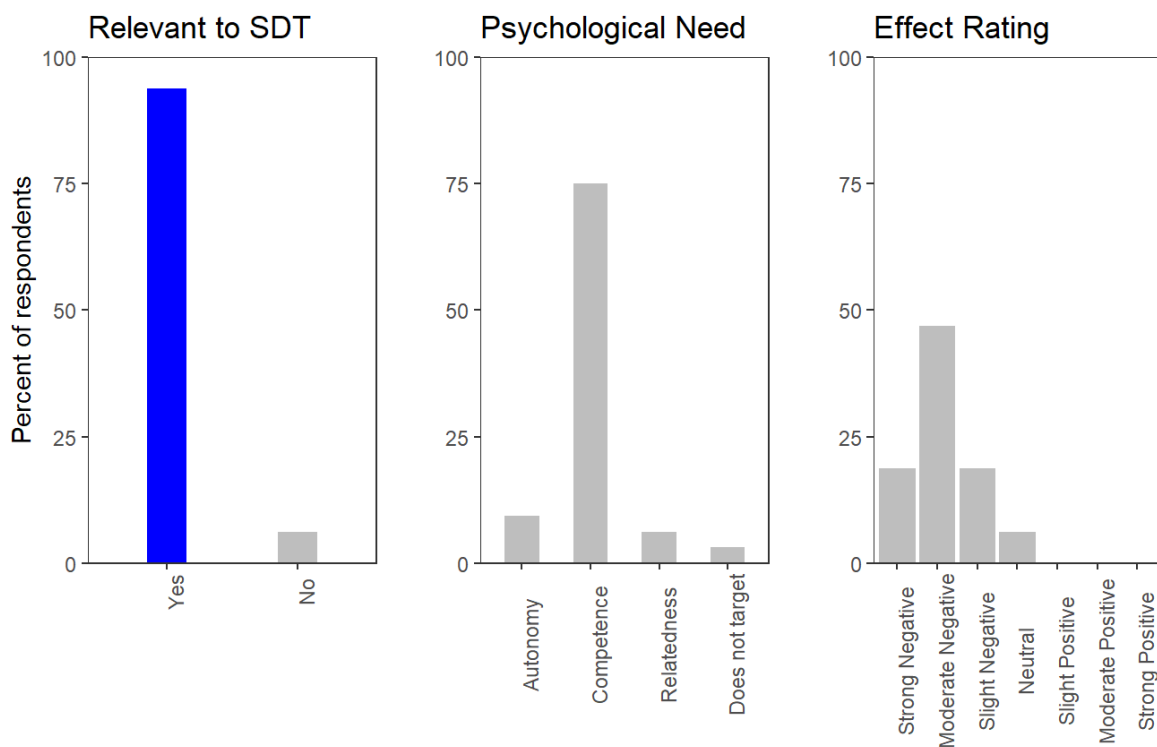 Relevant to SDT
Psychological Need
Effect Rating
Percent of respondents
100
75
50
25
0
Yes
No
100
75
50
25
0
Autonomy
Competence
Relatedness
Does not target
100
75
50
25
0
Strong Negative
Moderate Negative
Slight Negative
Neutral
Slight Positive
Moderate Positive
Strong Positive